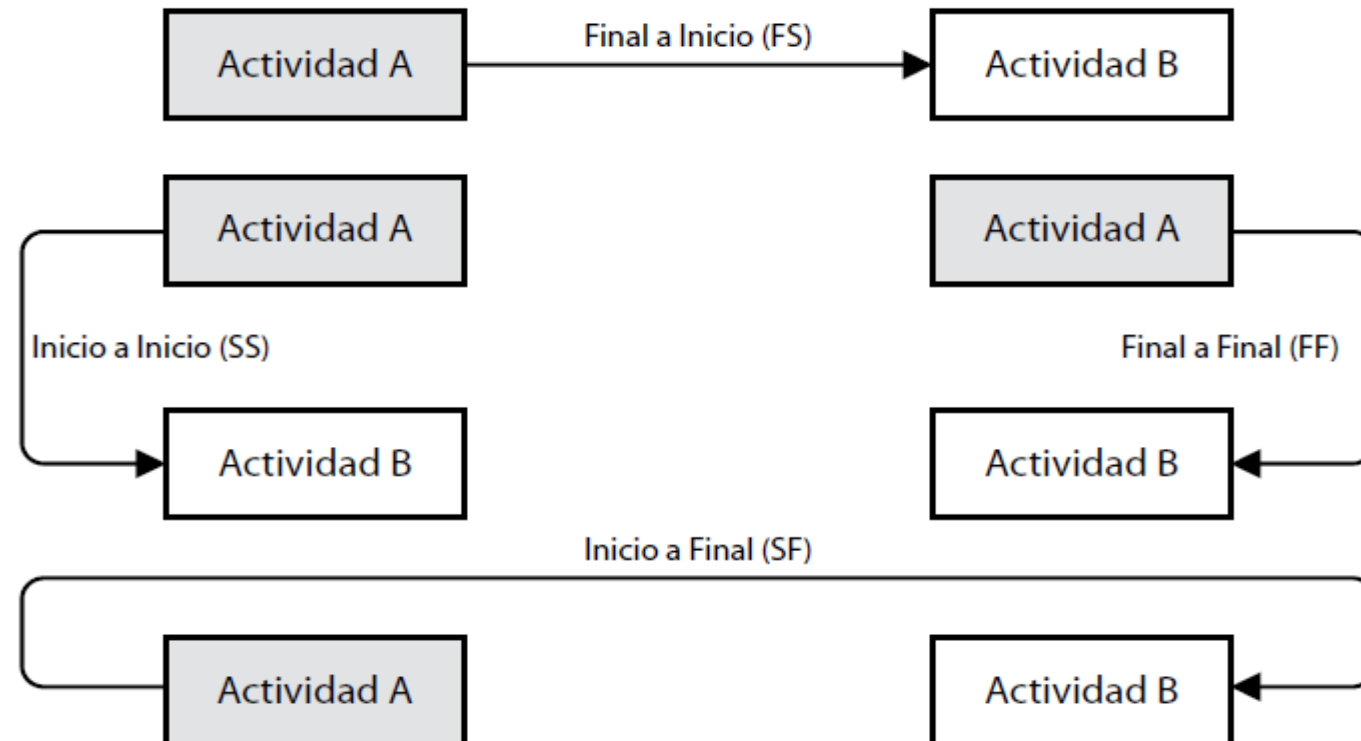 Actividad A
Final a Inicio (FS)
Actividad B
Actividad A
Actividad A
Inicio a Inicio (SS)
Final a Final (FF)
Actividad B
Actividad B
Inicio a Final (SF)
Actividad A
Actividad B